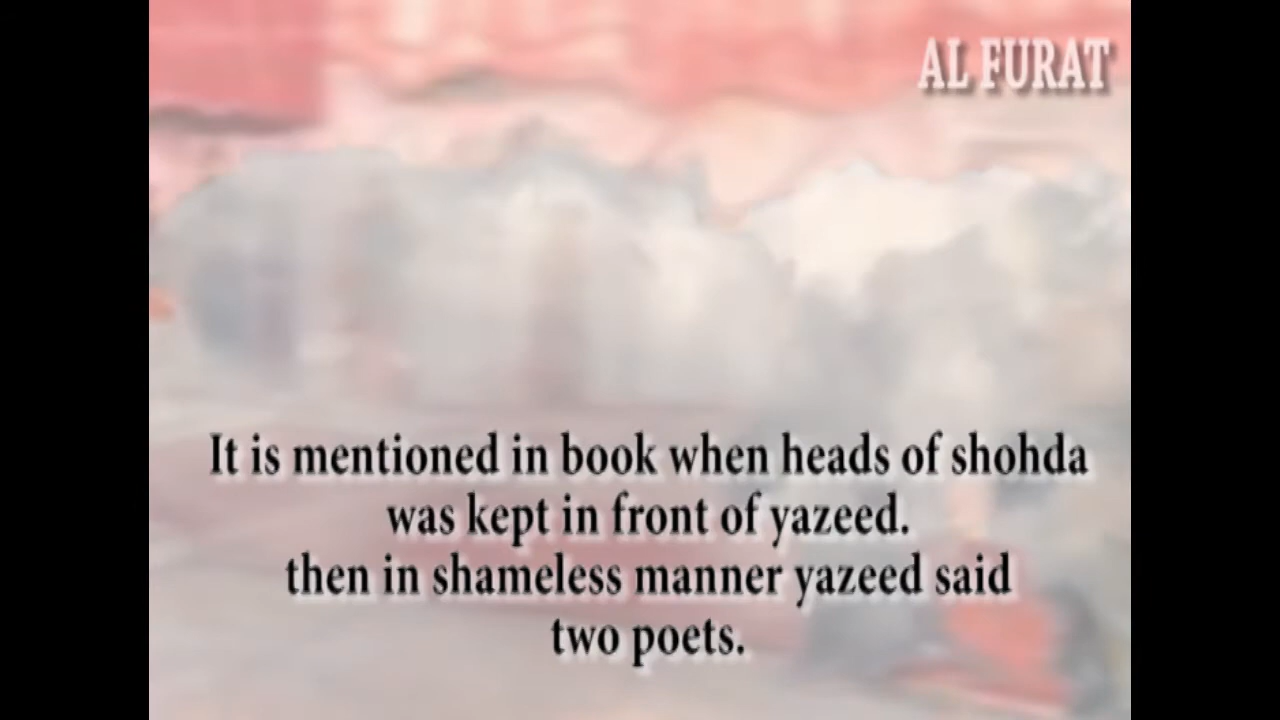 AL FURAT
It is mentioned in book when heads of shohda
was kept in front of yazeed.
then in shameless manner yazeed said
two poets.